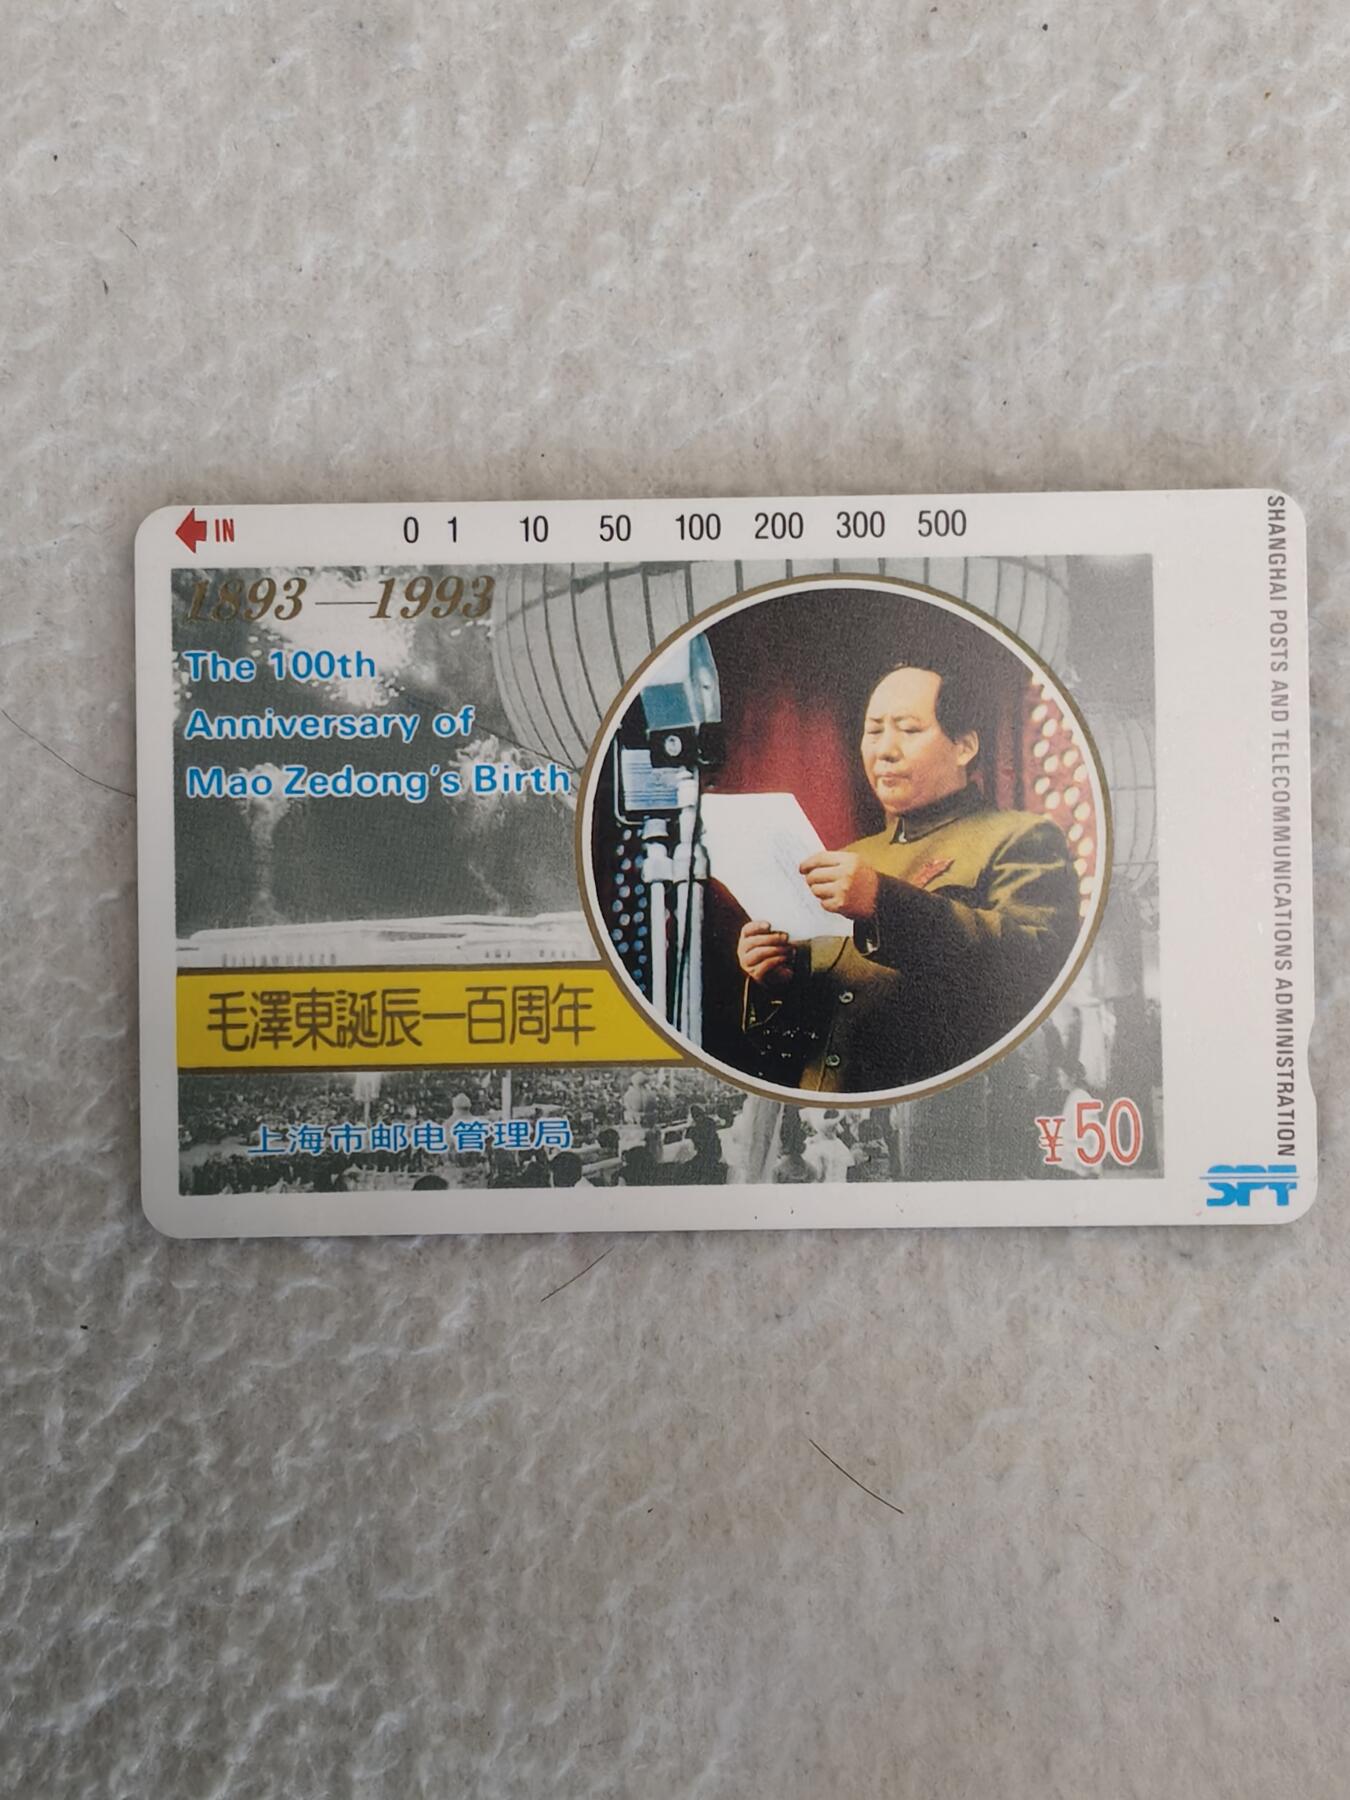 IN
0 1 10 50 100 200 300 500
1893—1993
The 100th
Anniversary of
Mao Zedong's Birth
毛澤東誕辰一百周年
上海市邮电管理局
¥50
SHANGHAI POSTS AND TELECOMMUNICATIONS ADMINISTRATION
SPT